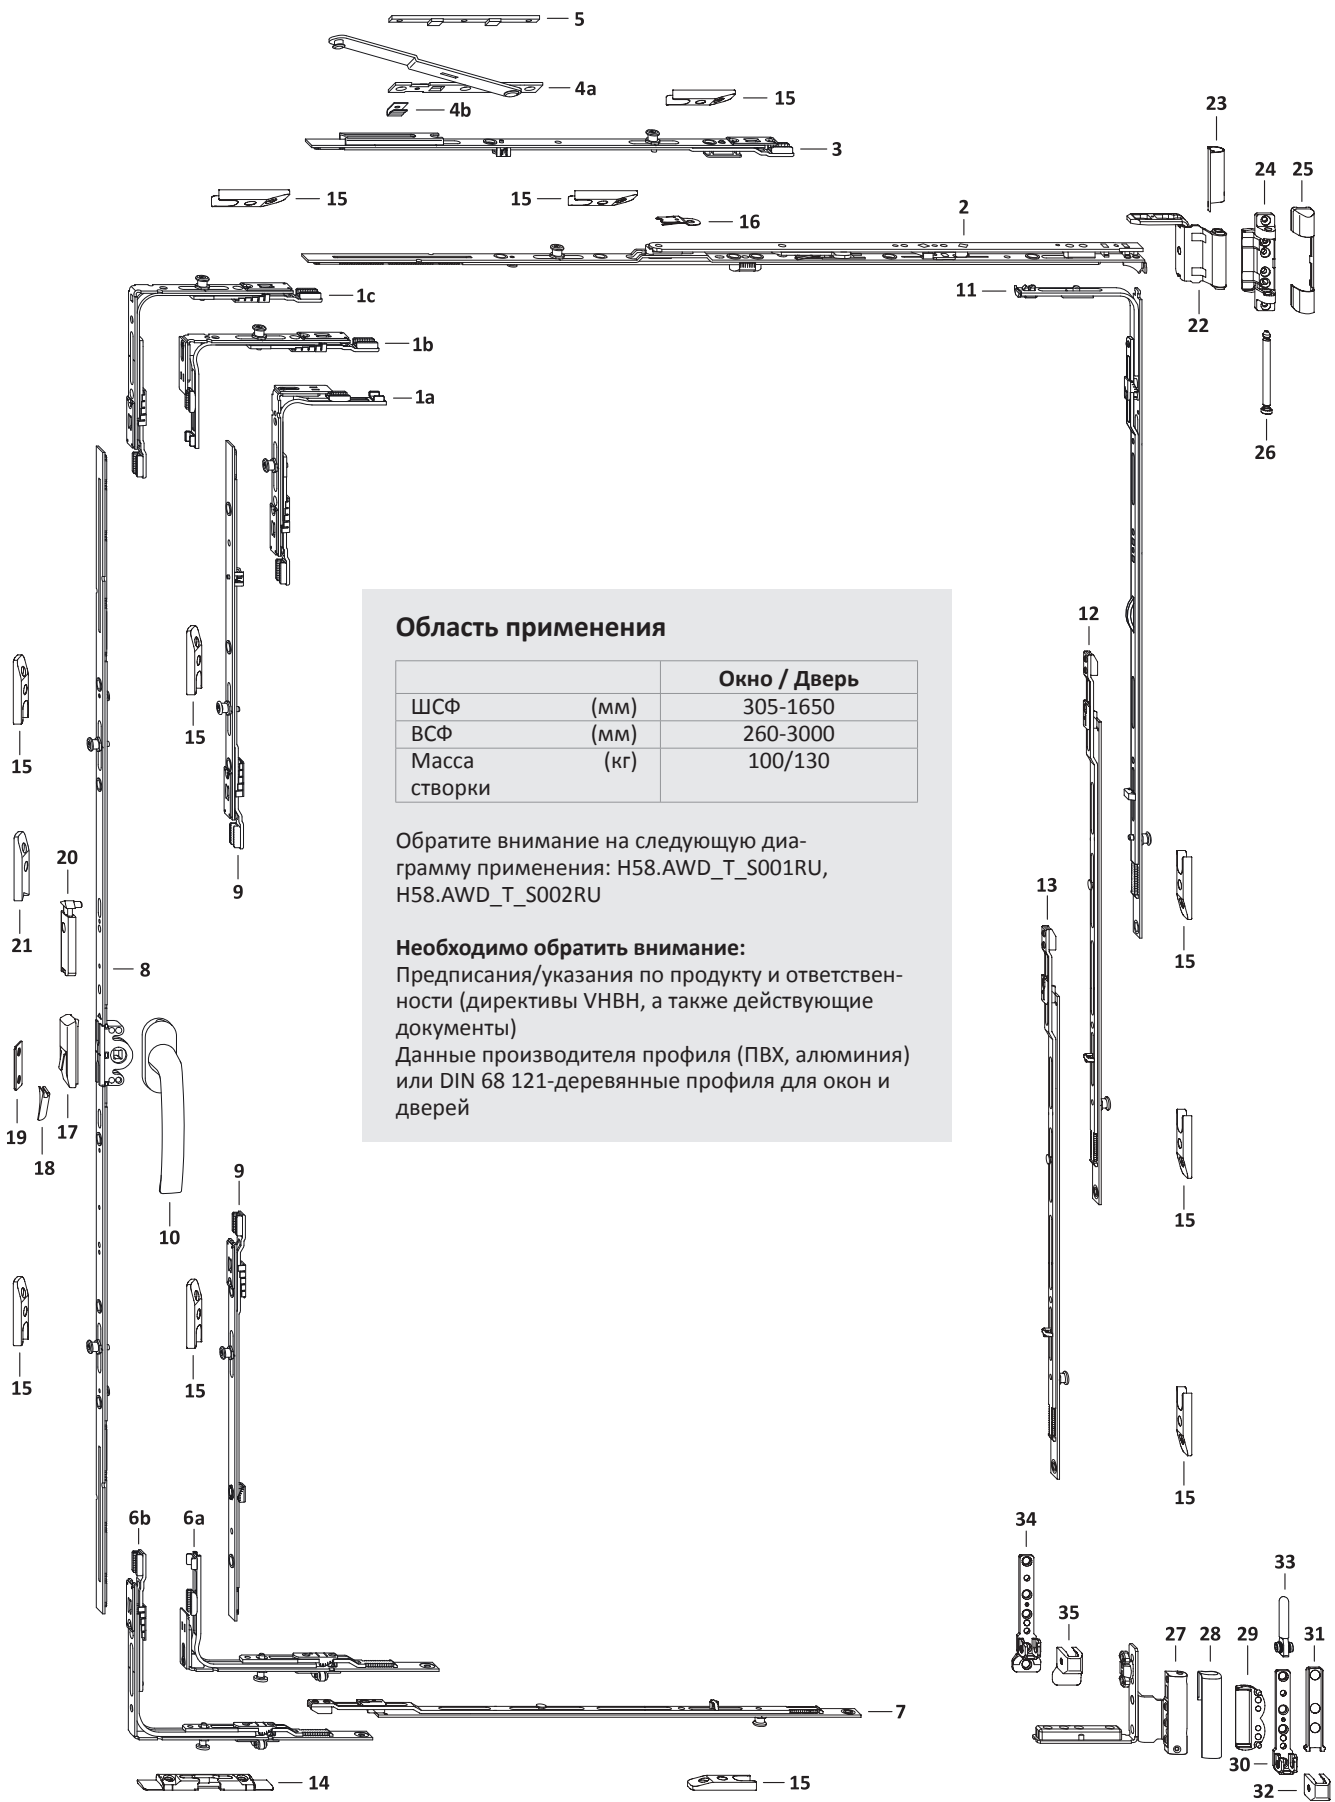 5
4a
4b
15
3
23
24
25
15
15
16
2
1c
11
22
1b
1a
26
Область применения
Окно / Дверь
ШСФ (мм) 305-1650
ВСФ (мм) 260-3000
Масса (кг) 100/130
створки
Обратите внимание на следующую диа-
грамму применения: H58.AWD_T_S001RU,
H58.AWD_T_S002RU
Необходимо обратить внимание:
Предписания/указания по продукту и ответствен-
ности (директивы VHBH, а также действующие
документы)
Данные производителя профиля (ПВХ, алюминия)
или DIN 68 121-деревянные профиля для окон и
дверей
12
15
15
20
9
13
21
8
15
19
17
18
9
10
15
15
15
15
6b
6a
34
33
35
27
28
29
31
7
30
14
15
32